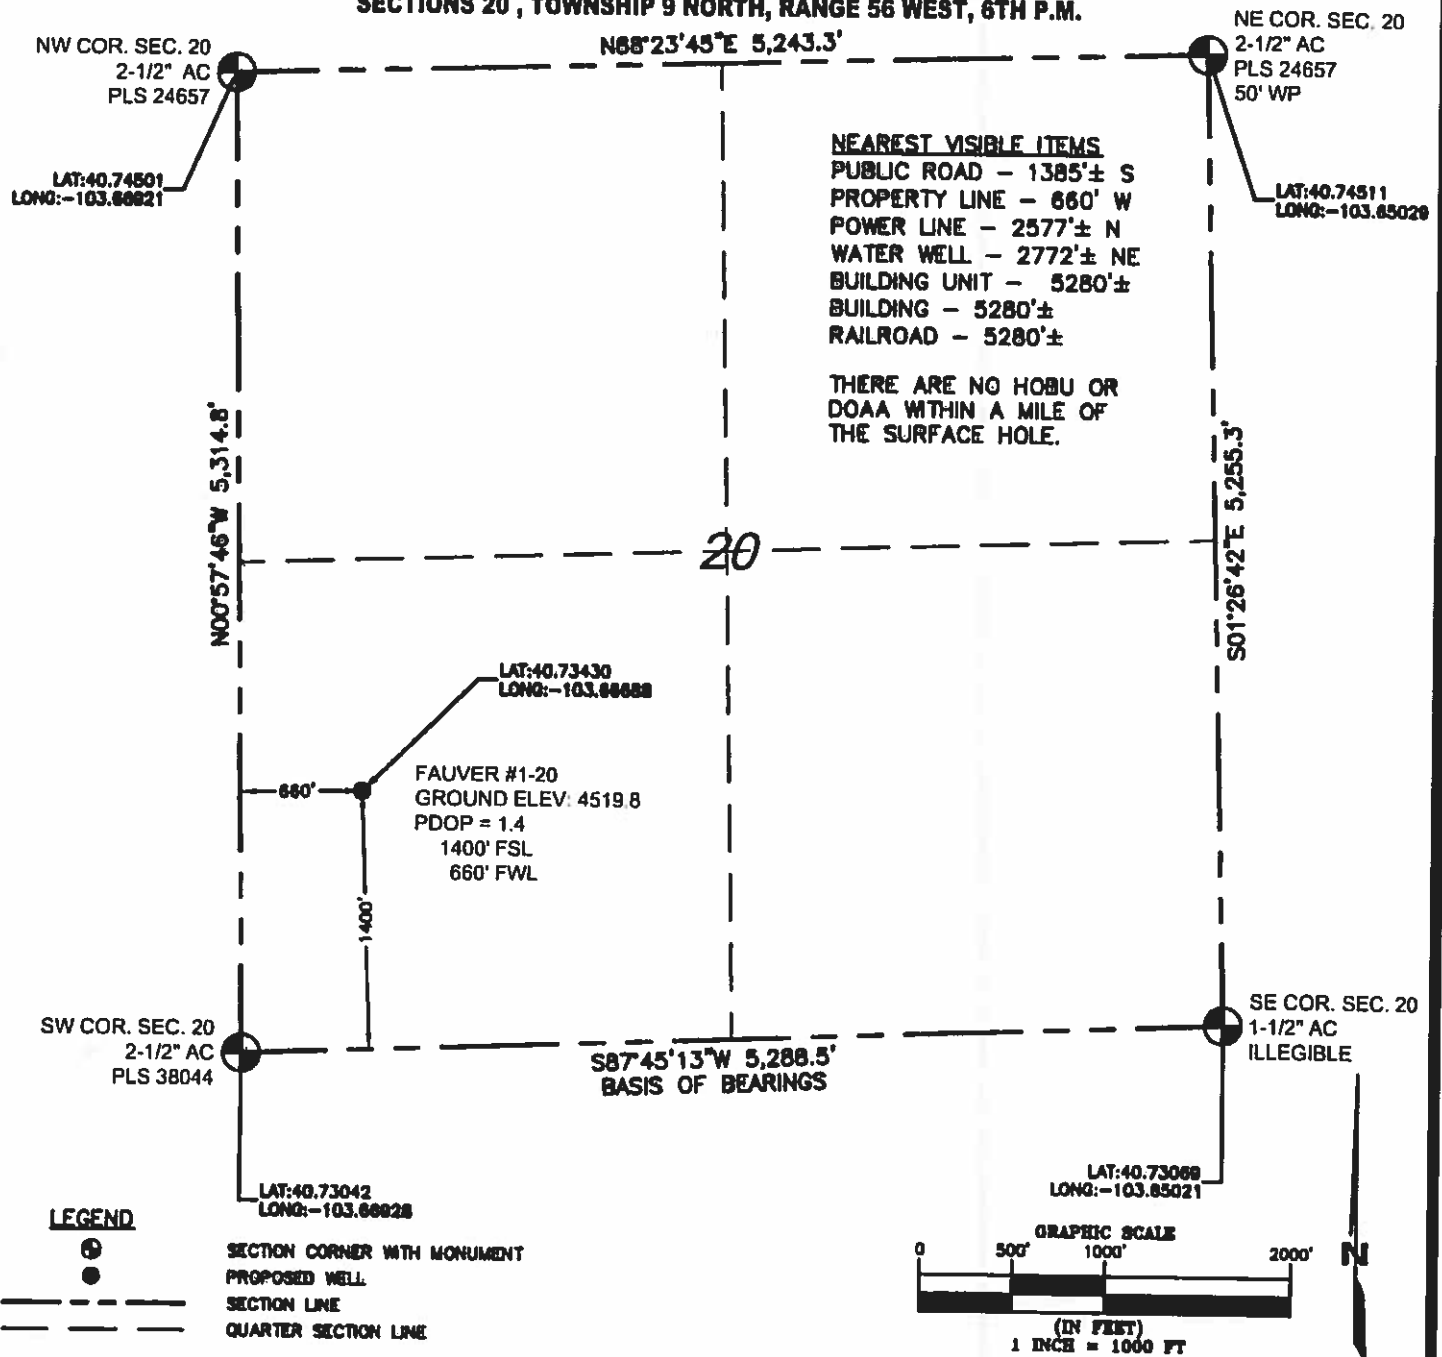 SECTIONS 20 , TOWNSHIP 9 NORTH, RANGE 56 WEST, 6TH P.M.
NW COR. SEC. 20
2-1/2" AC
PLS 24657
N88°23'45"E 5,243.3'
NE COR. SEC. 20
2-1/2" AC
PLS 24657
50' WP
LAT:40.74501
LONG:-103.66921
LAT:40.74511
LONG:-103.65029
NEAREST VISIBLE ITEMS
PUBLIC ROAD - 1385'± S
PROPERTY LINE - 660' W
POWER LINE - 2577'± N
WATER WELL - 2772'± NE
BUILDING UNIT - 5280'±
BUILDING - 5280'±
RAILROAD - 5280'±
THERE ARE NO HOBU OR
DOAA WITHIN A MILE OF
THE SURFACE HOLE.
N00°57'46"W 5,314.8'
S01°26'42"E 5,255.3'
20
LAT:40.73430
LONG:-103.66688
660'
FAUVER #1-20
GROUND ELEV: 4519.8
PDOP = 1.4
1400' FSL
660' FWL
1400'
SW COR. SEC. 20
2-1/2" AC
PLS 38044
S87°45'13"W 5,288.5'
BASIS OF BEARINGS
SE COR. SEC. 20
1-1/2" AC
ILLEGIBLE
LAT:40.73042
LONG:-103.66928
LAT:40.73069
LONG:-103.65021
LEGEND
SECTION CORNER WITH MONUMENT
PROPOSED WELL
SECTION LINE
QUARTER SECTION LINE
GRAPHIC SCALE
0 500' 1000' 2000'
(IN FEET)
1 INCH = 1000 FT
N